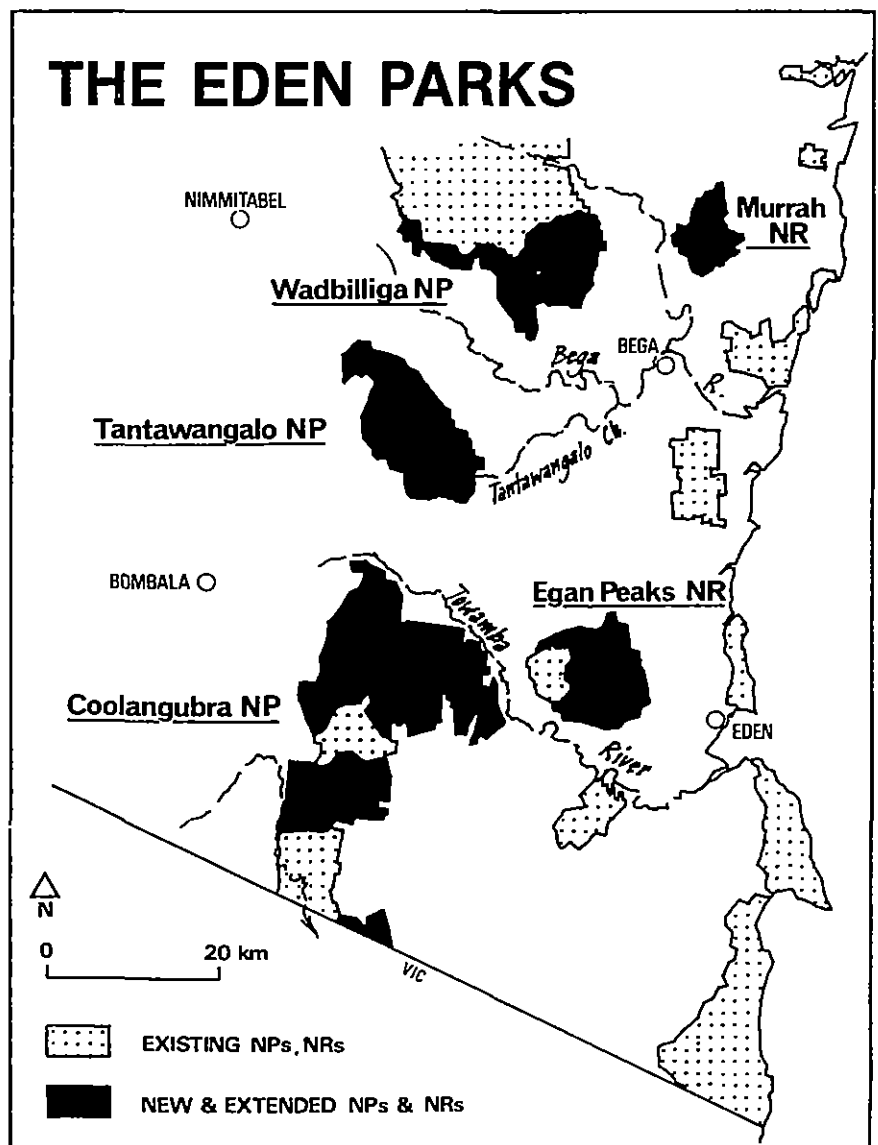 THE EDEN PARKS
NIMMITABEL
Murrah
NR
Wadbilliga NP
BEGA
Bega
R.
Tantawangalo NP
Tantawangalo Ck.
BOMBALA
Egan Peaks NR
Towamba
Coolangubra NP
EDEN
River
N
0 20 km
VIC
EXISTING NPs, NRs
NEW & EXTENDED NPs & NRs